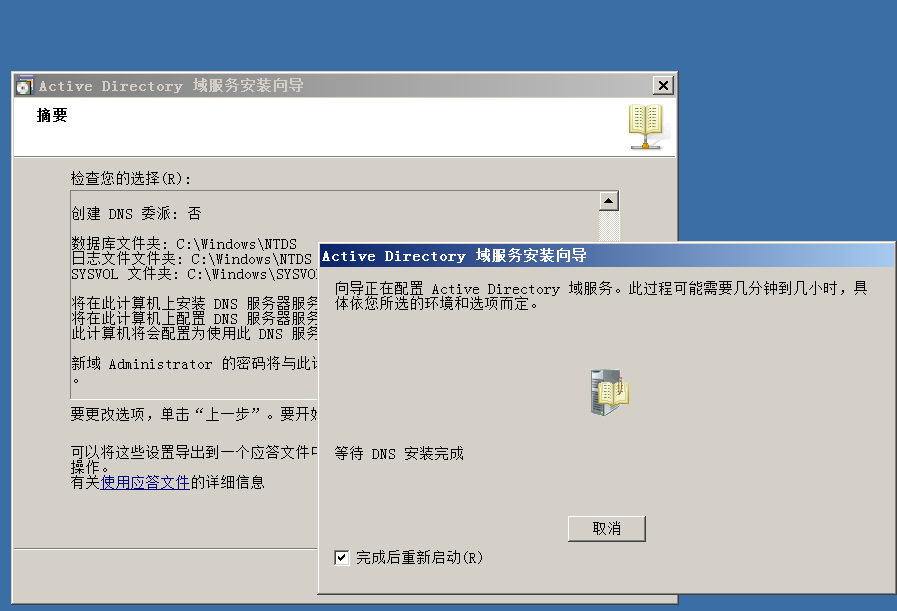 Active Directory 域服务安装向导
摘要
检查您的选择(R):
创建 DNS 委派: 否
数据库文件夹: C:\Windows\NTDS
日志文件文件夹: C:\Windows\NTDS
SYSVOL 文件夹: C:\Windows\SYSVO
将在此计算机上安装 DNS 服务器服务
将在此计算机上配置 DNS 服务器服务
此计算机将会配置为使用此 DNS 服务
新域 Administrator 的密码将与此
。
要更改选项，单击“上一步”。要开始
可以将这些设置导出到一个应答文件中
操作。
有关使用应答文件的详细信息
Active Directory 域服务安装向导
向导正在配置 Active Directory 域服务。此过程可能需要几分钟到几小时，具
体依您所选的环境和选项而定。
等待 DNS 安装完成
取消
完成后重新启动(R)